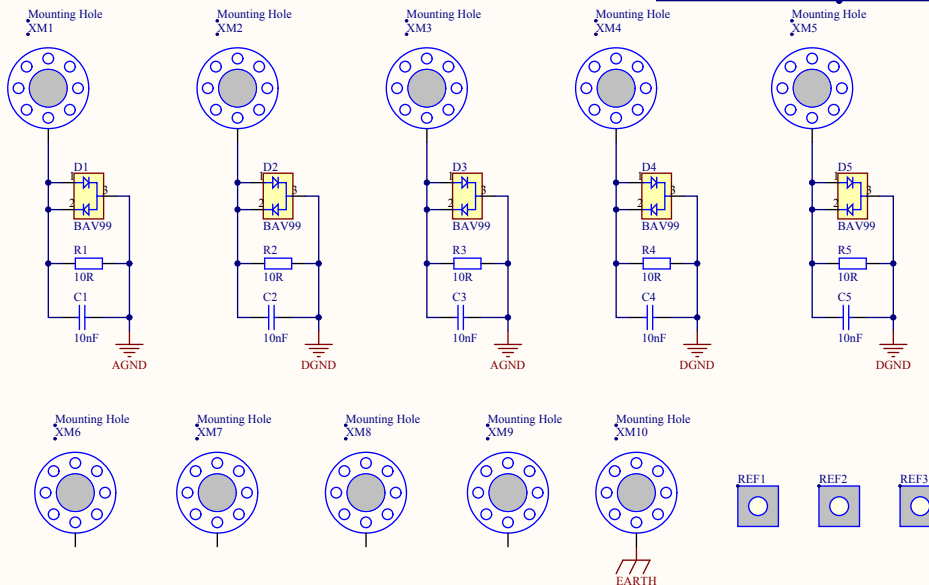 Mounting Hole
XM1
Mounting Hole
XM2
Mounting Hole
XM3
Mounting Hole
XM4
Mounting Hole
XM5
D1
1
3
2
BAV99
D2
1
3
2
BAV99
D3
1
3
2
BAV99
D4
1
3
2
BAV99
D5
1
3
2
BAV99
R1
10R
R2
10R
R3
10R
R4
10R
R5
10R
C1
10nF
C2
10nF
C3
10nF
C4
10nF
C5
10nF
AGND
DGND
AGND
DGND
DGND
Mounting Hole
XM6
Mounting Hole
XM7
Mounting Hole
XM8
Mounting Hole
XM9
Mounting Hole
XM10
REF1
REF2
REF3
EARTH